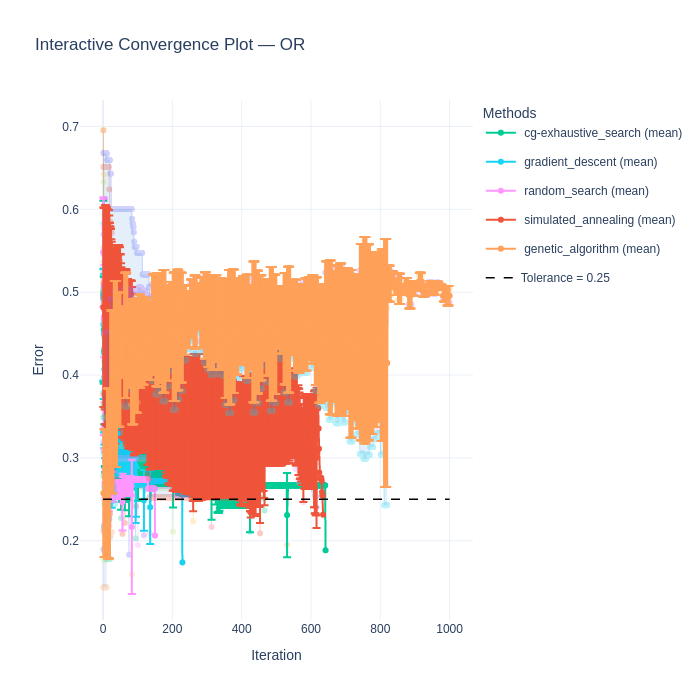 Interactive Convergence Plot — OR
Methods
cg-exhaustive_search (mean)
gradient_descent (mean)
random_search (mean)
simulated_annealing (mean)
genetic_algorithm (mean)
Tolerance = 0.25
Error
0.7
0.6
0.5
0.4
0.3
0.2
0 200 400 600 800 1000
Iteration